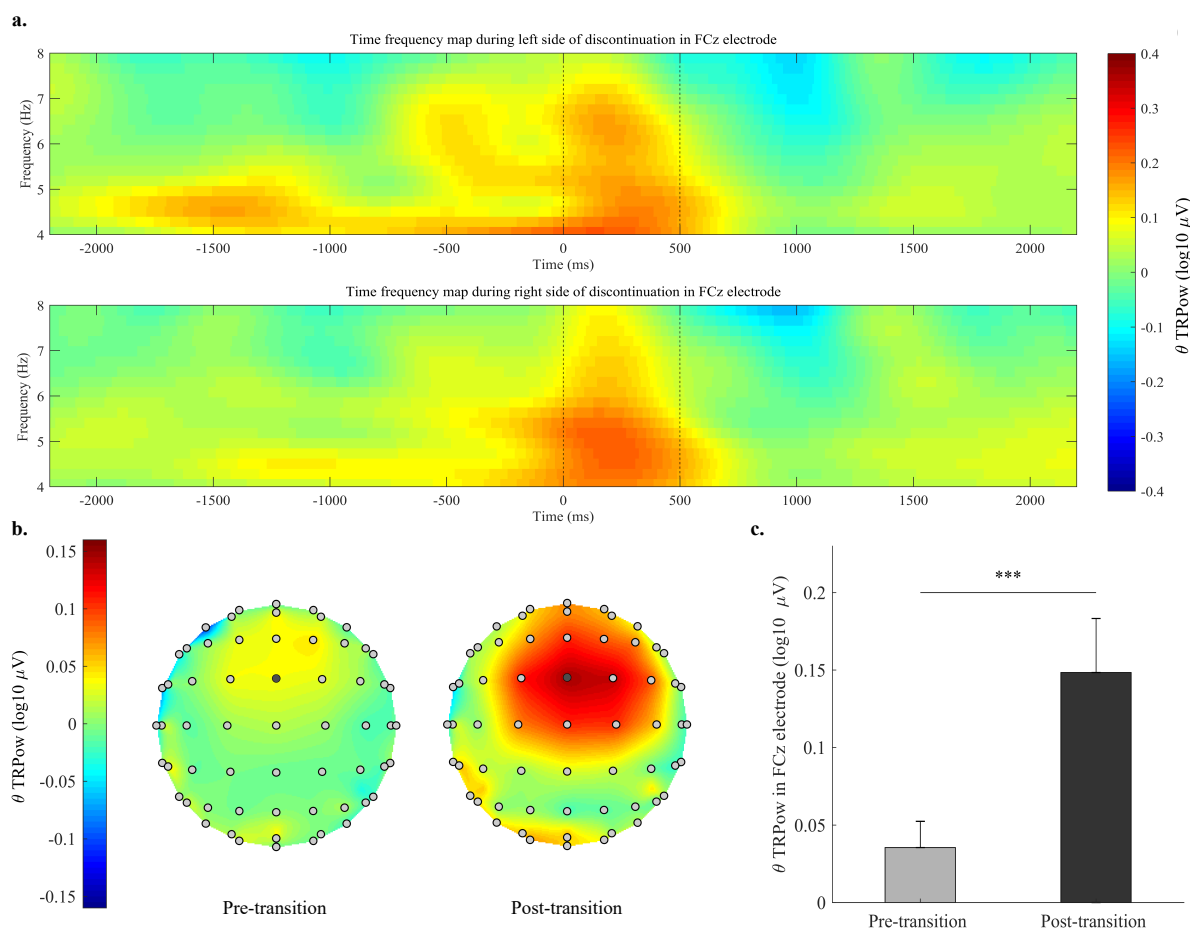 a.
Time frequency map during left side of discontinuation in FCz electrode
8
7
6
5
4
Frequency (Hz)
-2000 -1500 -1000 -500 0 500 1000 1500 2000
Time (ms)
Time frequency map during right side of discontinuation in FCz electrode
8
7
6
5
4
Frequency (Hz)
-2000 -1500 -1000 -500 0 500 1000 1500 2000
Time (ms)
0.4
0.3
0.2
0.1
0
-0.1
-0.2
-0.3
-0.4
θ TRPow (log10 μV)
b.
0.15
0.1
0.05
0
-0.05
-0.1
-0.15
θ TRPow (log10 μV)
Pre-transition
Post-transition
c.
***
0.2
0.15
0.1
0.05
0
θ TRPow in FCz electrode (log10 μV)
Pre-transition
Post-transition